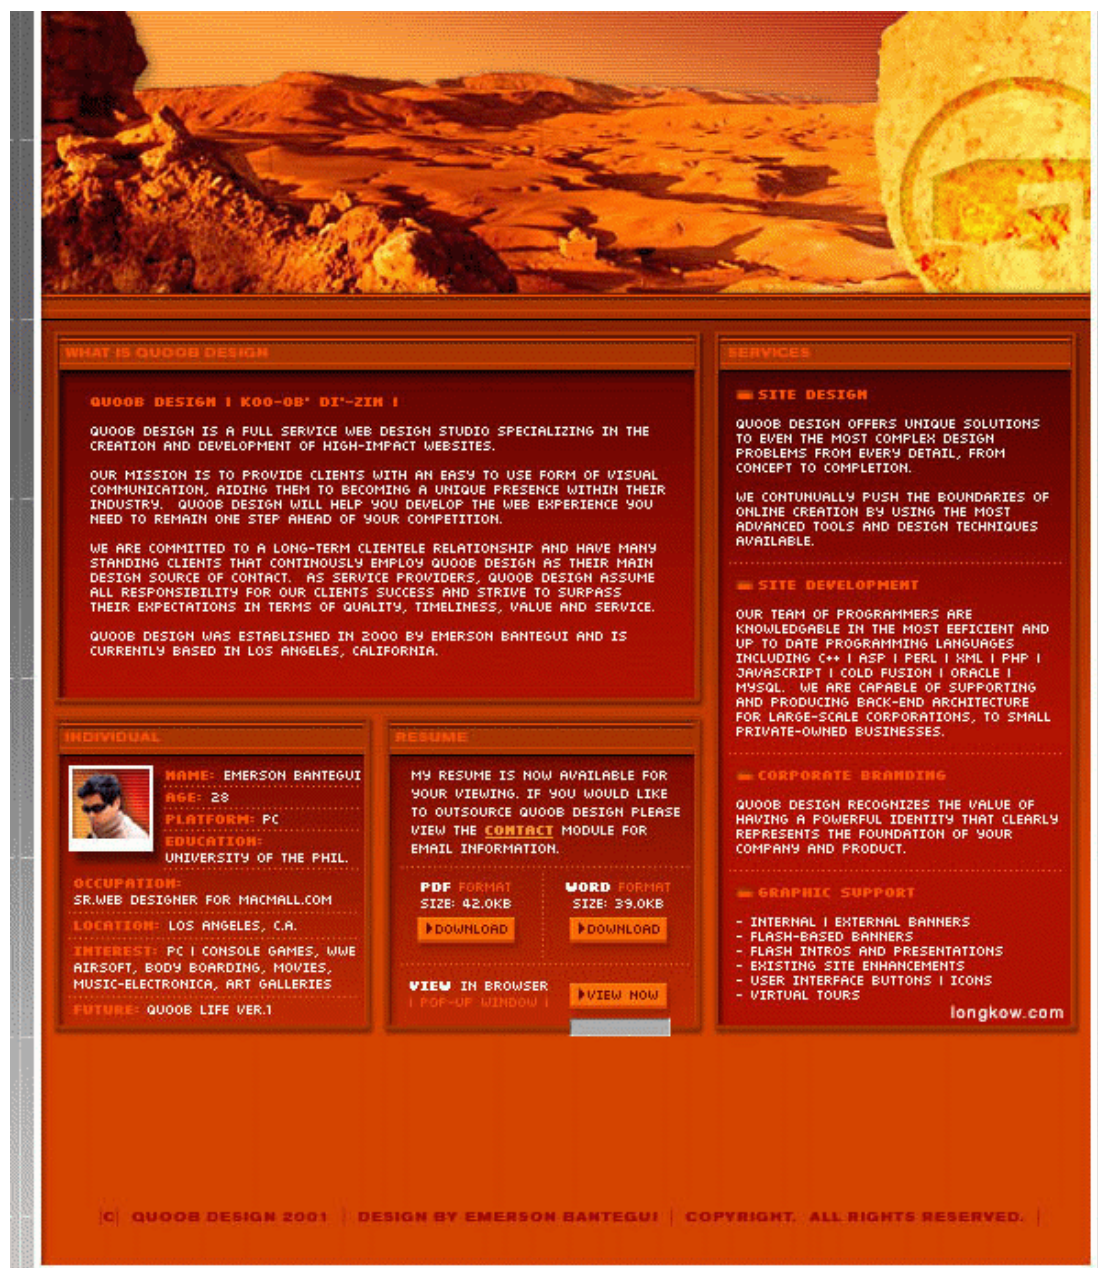 WHAT IS QUOOB DESIGN
QUOOB DESIGN | KOO-OB' DI'-ZIN |
QUOOB DESIGN IS A FULL SERVICE WEB DESIGN STUDIO SPECIALIZING IN THE
CREATION AND DEVELOPMENT OF HIGH-IMPACT WEBSITES.
OUR MISSION IS TO PROVIDE CLIENTS WITH AN EASY TO USE FORM OF VISUAL
COMMUNICATION, AIDING THEM TO BECOMING A UNIQUE PRESENCE WITHIN THEIR
INDUSTRY. QUOOB DESIGN WILL HELP YOU DEVELOP THE WEB EXPERIENCE YOU
NEED TO REMAIN ONE STEP AHEAD OF YOUR COMPETITION.
WE ARE COMMITTED TO A LONG-TERM CLIENTELE RELATIONSHIP AND HAVE MANY
STANDING CLIENTS THAT CONTINOUSLY EMPLOY QUOOB DESIGN AS THEIR MAIN
DESIGN SOURCE OF CONTACT. AS SERVICE PROVIDERS, QUOOB DESIGN ASSUME
ALL RESPONSIBILITY FOR OUR CLIENTS SUCCESS AND STRIVE TO SURPASS
THEIR EXPECTATIONS IN TERMS OF QUALITY, TIMELINESS, VALUE AND SERVICE.
QUOOB DESIGN WAS ESTABLISHED IN 2000 BY EMERSON BANTEGUI AND IS
CURRENTLY BASED IN LOS ANGELES, CALIFORNIA.
INDIVIDUAL
NAME: EMERSON BANTEGUI
AGE: 28
PLATFORM: PC
EDUCATION:
UNIVERSITY OF THE PHIL.
OCCUPATION:
SR.WEB DESIGNER FOR MACMALL.COM
LOCATION: LOS ANGELES, C.A.
INTEREST: PC | CONSOLE GAMES, WWE
AIRSOFT, BODY BOARDING, MOVIES,
MUSIC-ELECTRONICA, ART GALLERIES
FUTURE: QUOOB LIFE VER.1
RESUME
MY RESUME IS NOW AVAILABLE FOR
YOUR VIEWING. IF YOU WOULD LIKE
TO OUTSOURCE QUOOB DESIGN PLEASE
VIEW THE CONTACT MODULE FOR
EMAIL INFORMATION.
PDF FORMAT
SIZE: 42.0KB
DOWNLOAD
WORD FORMAT
SIZE: 39.0KB
DOWNLOAD
VIEW IN BROWSER
| POP-UP WINDOW |
VIEW NOW
SERVICES
SITE DESIGN
QUOOB DESIGN OFFERS UNIQUE SOLUTIONS
TO EVEN THE MOST COMPLEX DESIGN
PROBLEMS FROM EVERY DETAIL, FROM
CONCEPT TO COMPLETION.
WE CONTUNUALLY PUSH THE BOUNDARIES OF
ONLINE CREATION BY USING THE MOST
ADVANCED TOOLS AND DESIGN TECHNIQUES
AVAILABLE.
SITE DEVELOPMENT
OUR TEAM OF PROGRAMMERS ARE
KNOWLEDGABLE IN THE MOST EEFICIENT AND
UP TO DATE PROGRAMMING LANGUAGES
INCLUDING C++ | ASP | PERL | XML | PHP |
JAVASCRIPT | COLD FUSION | ORACLE |
MYSQL. WE ARE CAPABLE OF SUPPORTING
AND PRODUCING BACK-END ARCHITECTURE
FOR LARGE-SCALE CORPORATIONS, TO SMALL
PRIVATE-OWNED BUSINESSES.
CORPORATE BRANDING
QUOOB DESIGN RECOGNIZES THE VALUE OF
HAVING A POWERFUL IDENTITY THAT CLEARLY
REPRESENTS THE FOUNDATION OF YOUR
COMPANY AND PRODUCT.
GRAPHIC SUPPORT
- INTERNAL | EXTERNAL BANNERS
- FLASH-BASED BANNERS
- FLASH INTROS AND PRESENTATIONS
- EXISTING SITE ENHANCEMENTS
- USER INTERFACE BUTTONS | ICONS
- VIRTUAL TOURS
longkow.com
|C| QUOOB DESIGN 2001 | DESIGN BY EMERSON BANTEGUI | COPYRIGHT. ALL RIGHTS RESERVED. |